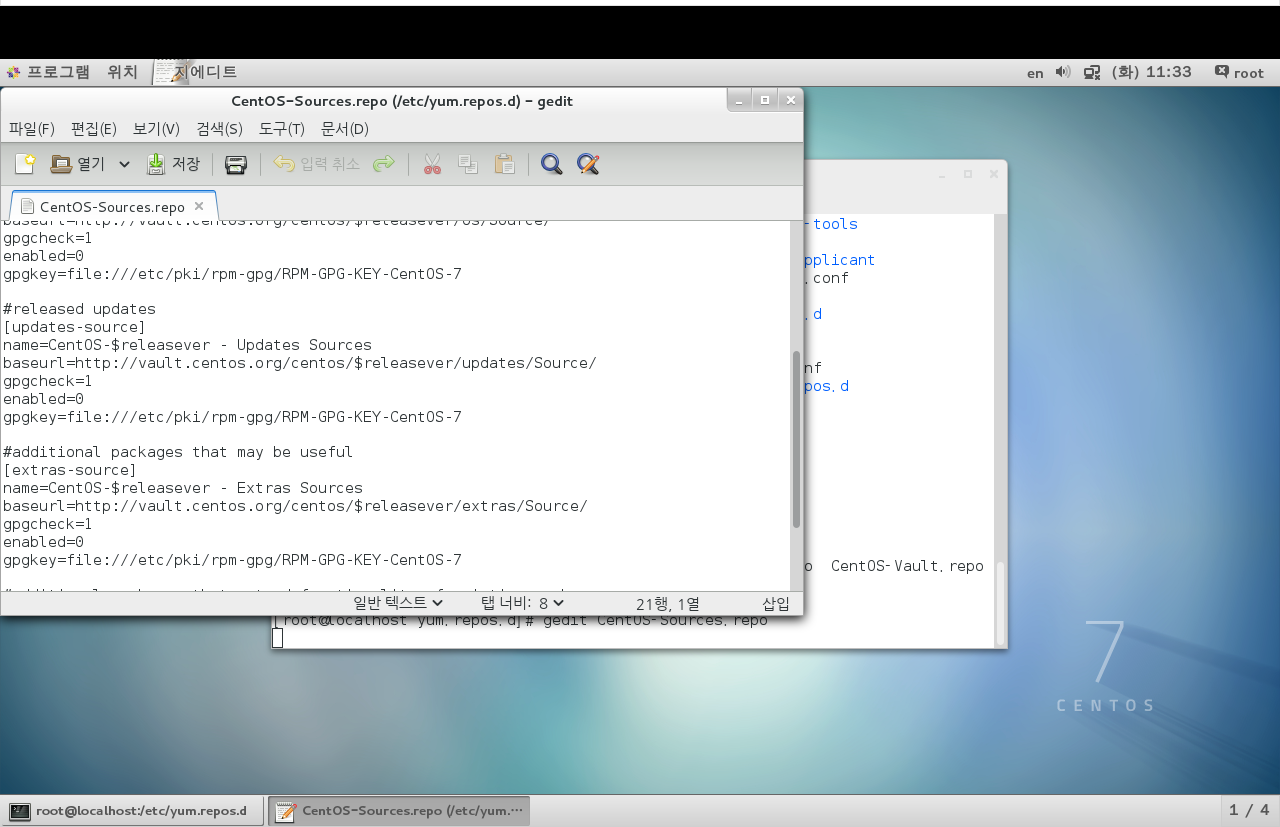 프로그램 위치 지에디트 en (화) 11:33 root
CentOS-Sources.repo (/etc/yum.repos.d) - gedit
파일(F) 편집(E) 보기(V) 검색(S) 도구(T) 문서(D)
열기 저장 입력 취소
CentOS-Sources.repo
baseurl=http://vault.centos.org/centos/$releasever/os/Source/
gpgcheck=1
enabled=0
gpgkey=file:///etc/pki/rpm-gpg/RPM-GPG-KEY-CentOS-7
#released updates
[updates-source]
name=CentOS-$releasever - Updates Sources
baseurl=http://vault.centos.org/centos/$releasever/updates/Source/
gpgcheck=1
enabled=0
gpgkey=file:///etc/pki/rpm-gpg/RPM-GPG-KEY-CentOS-7
#additional packages that may be useful
[extras-source]
name=CentOS-$releasever - Extras Sources
baseurl=http://vault.centos.org/centos/$releasever/extras/Source/
gpgcheck=1
enabled=0
gpgkey=file:///etc/pki/rpm-gpg/RPM-GPG-KEY-CentOS-7
일반 텍스트 탭 너비: 8 21행, 1열 삽입
-tools
pplicant
.conf
.d
nf
pos.d
o CentOS-Vault.repo
[root@localhost yum.repos.d]# gedit CentOS-Sources.repo
7
CENTOS
root@localhost:/etc/yum.repos.d
CentOS-Sources.repo (/etc/yum.…
1 / 4